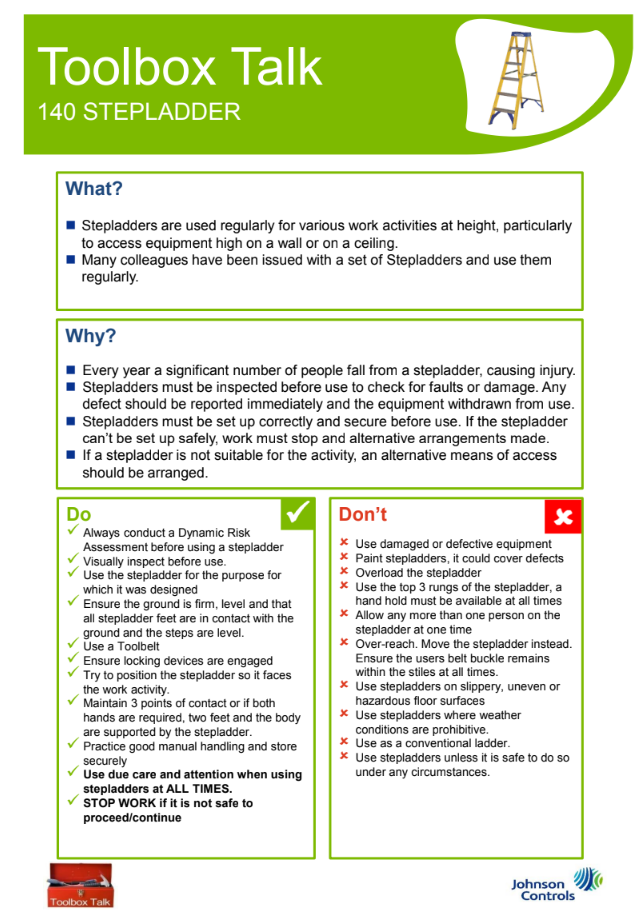 Toolbox Talk
140 STEPLADDER
What?
Stepladders are used regularly for various work activities at height, particularly
to access equipment high on a wall or on a ceiling.
Many colleagues have been issued with a set of Stepladders and use them
regularly.
Why?
Every year a significant number of people fall from a stepladder, causing injury.
Stepladders must be inspected before use to check for faults or damage. Any
defect should be reported immediately and the equipment withdrawn from use.
Stepladders must be set up correctly and secure before use. If the stepladder
can't be set up safely, work must stop and alternative arrangements made.
If a stepladder is not suitable for the activity, an alternative means of access
should be arranged.
Do
Always conduct a Dynamic Risk
Assessment before using a stepladder
Visually inspect before use.
Use the stepladder for the purpose for
which it was designed
Ensure the ground is firm, level and that
all stepladder feet are in contact with the
ground and the steps are level.
Use a Toolbelt
Ensure locking devices are engaged
Try to position the stepladder so it faces
the work activity.
Maintain 3 points of contact or if both
hands are required, two feet and the body
are supported by the stepladder.
Practice good manual handling and store
securely
Use due care and attention when using
stepladders at ALL TIMES.
STOP WORK if it is not safe to
proceed/continue
Don't
Use damaged or defective equipment
Paint stepladders, it could cover defects
Overload the stepladder
Use the top 3 rungs of the stepladder, a
hand hold must be available at all times
Allow any more than one person on the
stepladder at one time
Over-reach. Move the stepladder instead.
Ensure the users belt buckle remains
within the stiles at all times.
Use stepladders on slippery, uneven or
hazardous floor surfaces
Use stepladders where weather
conditions are prohibitive.
Use as a conventional ladder.
Use stepladders unless it is safe to do so
under any circumstances.
Toolbox Talk
Johnson
Controls